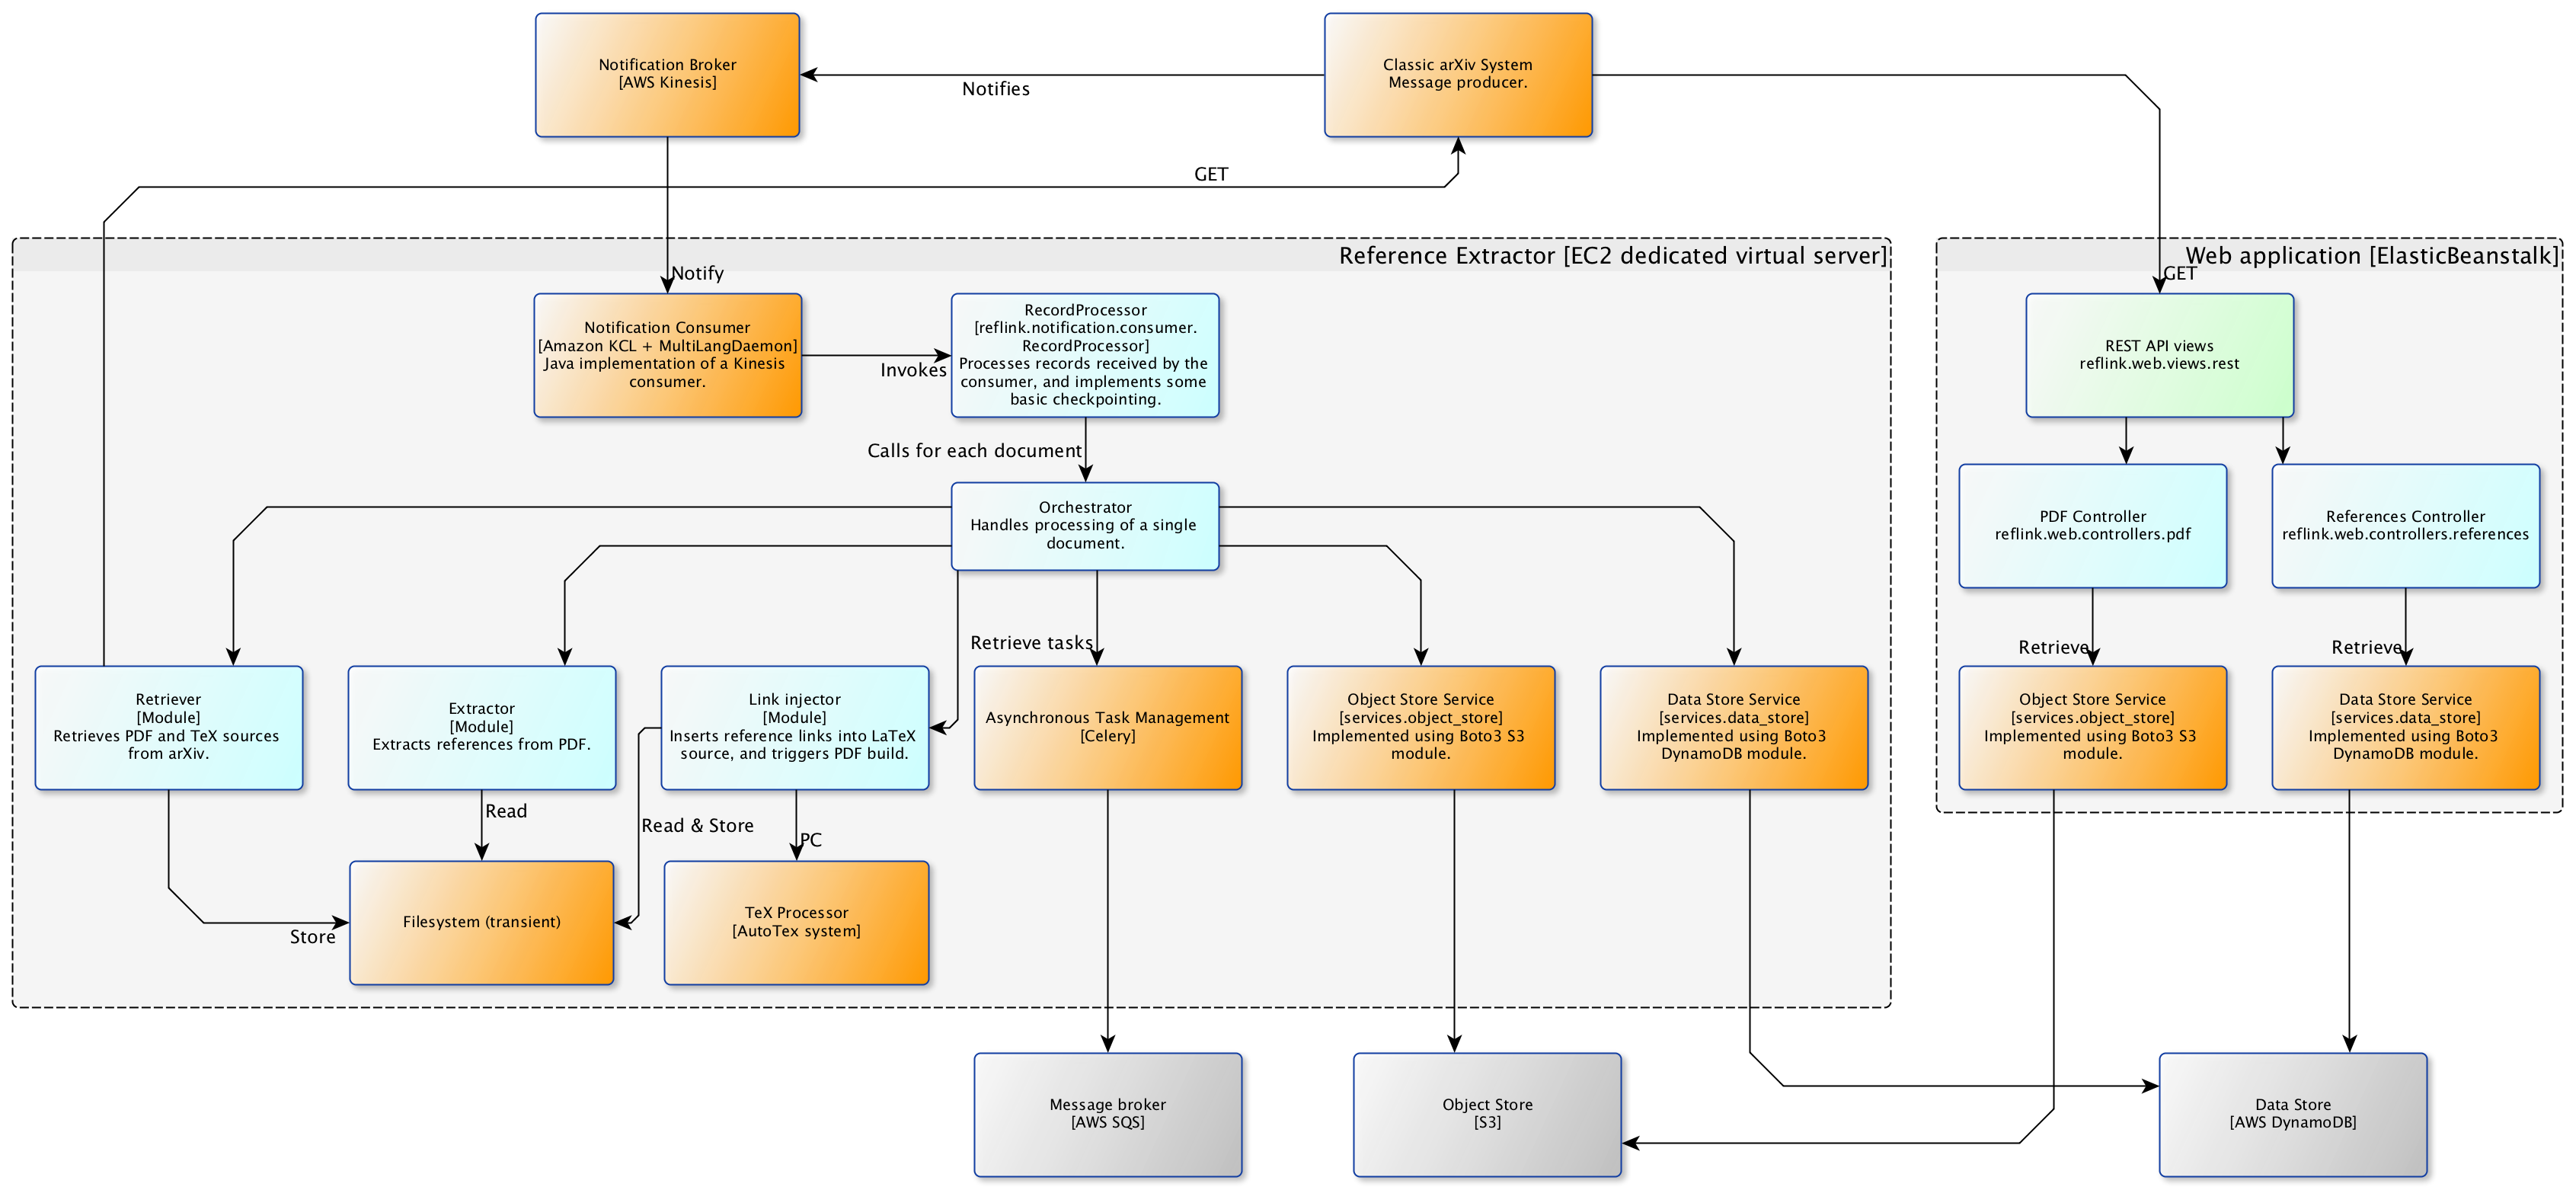 Notification Broker
[AWS Kinesis]
Classic arXiv System
Message producer.
Notifies
GET
Reference Extractor [EC2 dedicated virtual server]
Web application [ElasticBeanstalk]
Notify
GET
Notification Consumer
[Amazon KCL + MultiLangDaemon]
Java implementation of a Kinesis
consumer.
Invokes
RecordProcessor
[reflink.notification.consumer.
RecordProcessor]
Processes records received by the
consumer, and implements some
basic checkpointing.
REST API views
reflink.web.views.rest
Calls for each document
Orchestrator
Handles processing of a single
document.
PDF Controller
reflink.web.controllers.pdf
References Controller
reflink.web.controllers.references
Retrieve tasks
Retrieve
Retrieve
Retriever
[Module]
Retrieves PDF and TeX sources
from arXiv.
Extractor
[Module]
Extracts references from PDF.
Link injector
[Module]
Inserts reference links into LaTeX
source, and triggers PDF build.
Asynchronous Task Management
[Celery]
Object Store Service
[services.object_store]
Implemented using Boto3 S3
module.
Data Store Service
[services.data_store]
Implemented using Boto3
DynamoDB module.
Object Store Service
[services.object_store]
Implemented using Boto3 S3
module.
Data Store Service
[services.data_store]
Implemented using Boto3
DynamoDB module.
Read
Read & Store
PC
Store
Filesystem (transient)
TeX Processor
[AutoTex system]
Message broker
[AWS SQS]
Object Store
[S3]
Data Store
[AWS DynamoDB]